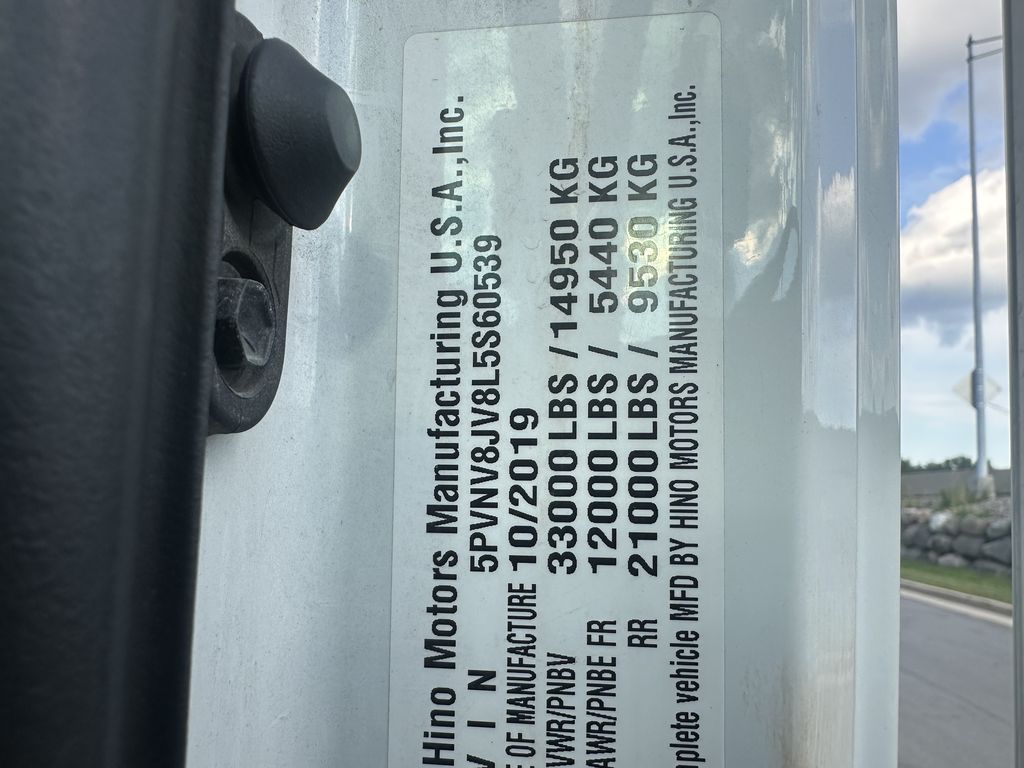 Hino Motors Manufacturing U.S.A.,Inc.
V I N 5PVNV8JV8L5S60539
E OF MANUFACTURE 10/2019
VWR/PNBV 33000LBS /14950 KG
AWR/PNBE FR 12000LBS / 5440 KG
RR 21000LBS / 9530 KG
mplete vehicle MFD BY HINO MOTORS MANUFACTURING U.S.A.,Inc.